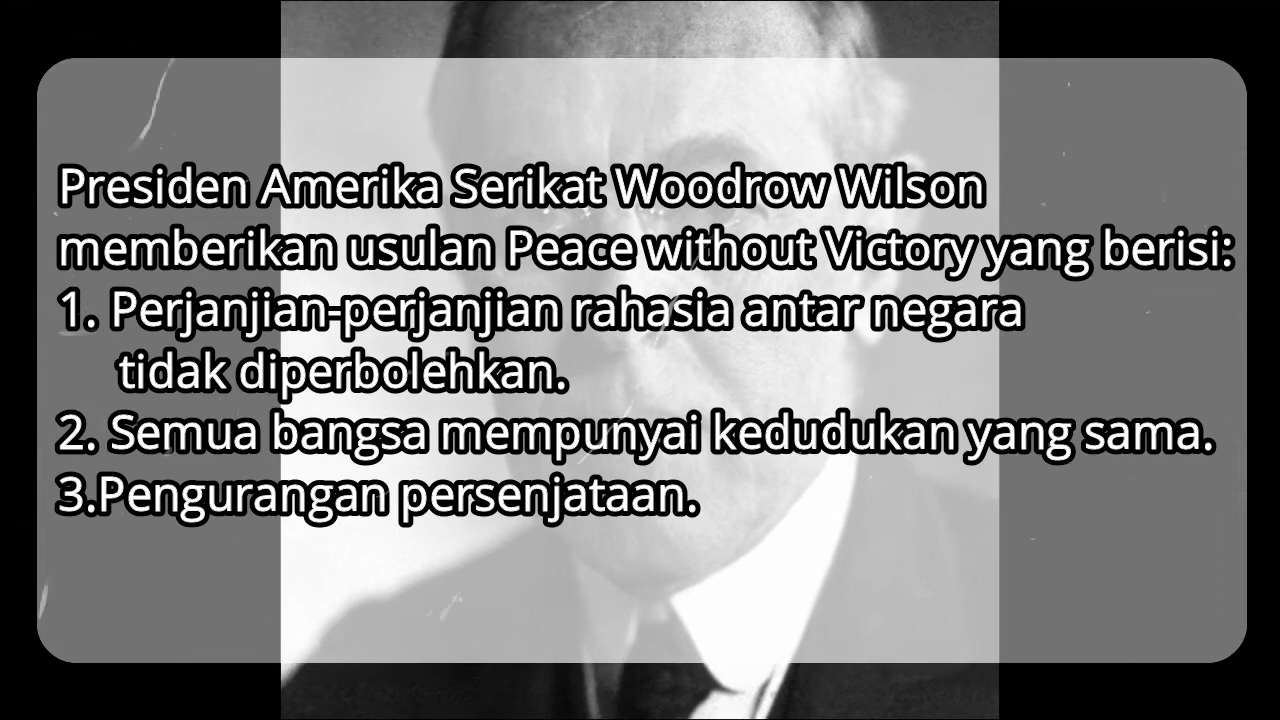 Presiden Amerika Serikat Woodrow Wilson
memberikan usulan Peace without Victory yang berisi:
1. Perjanjian-perjanjian rahasia antar negara
tidak diperbolehkan.
2. Semua bangsa mempunyai kedudukan yang sama.
3.Pengurangan persenjataan.